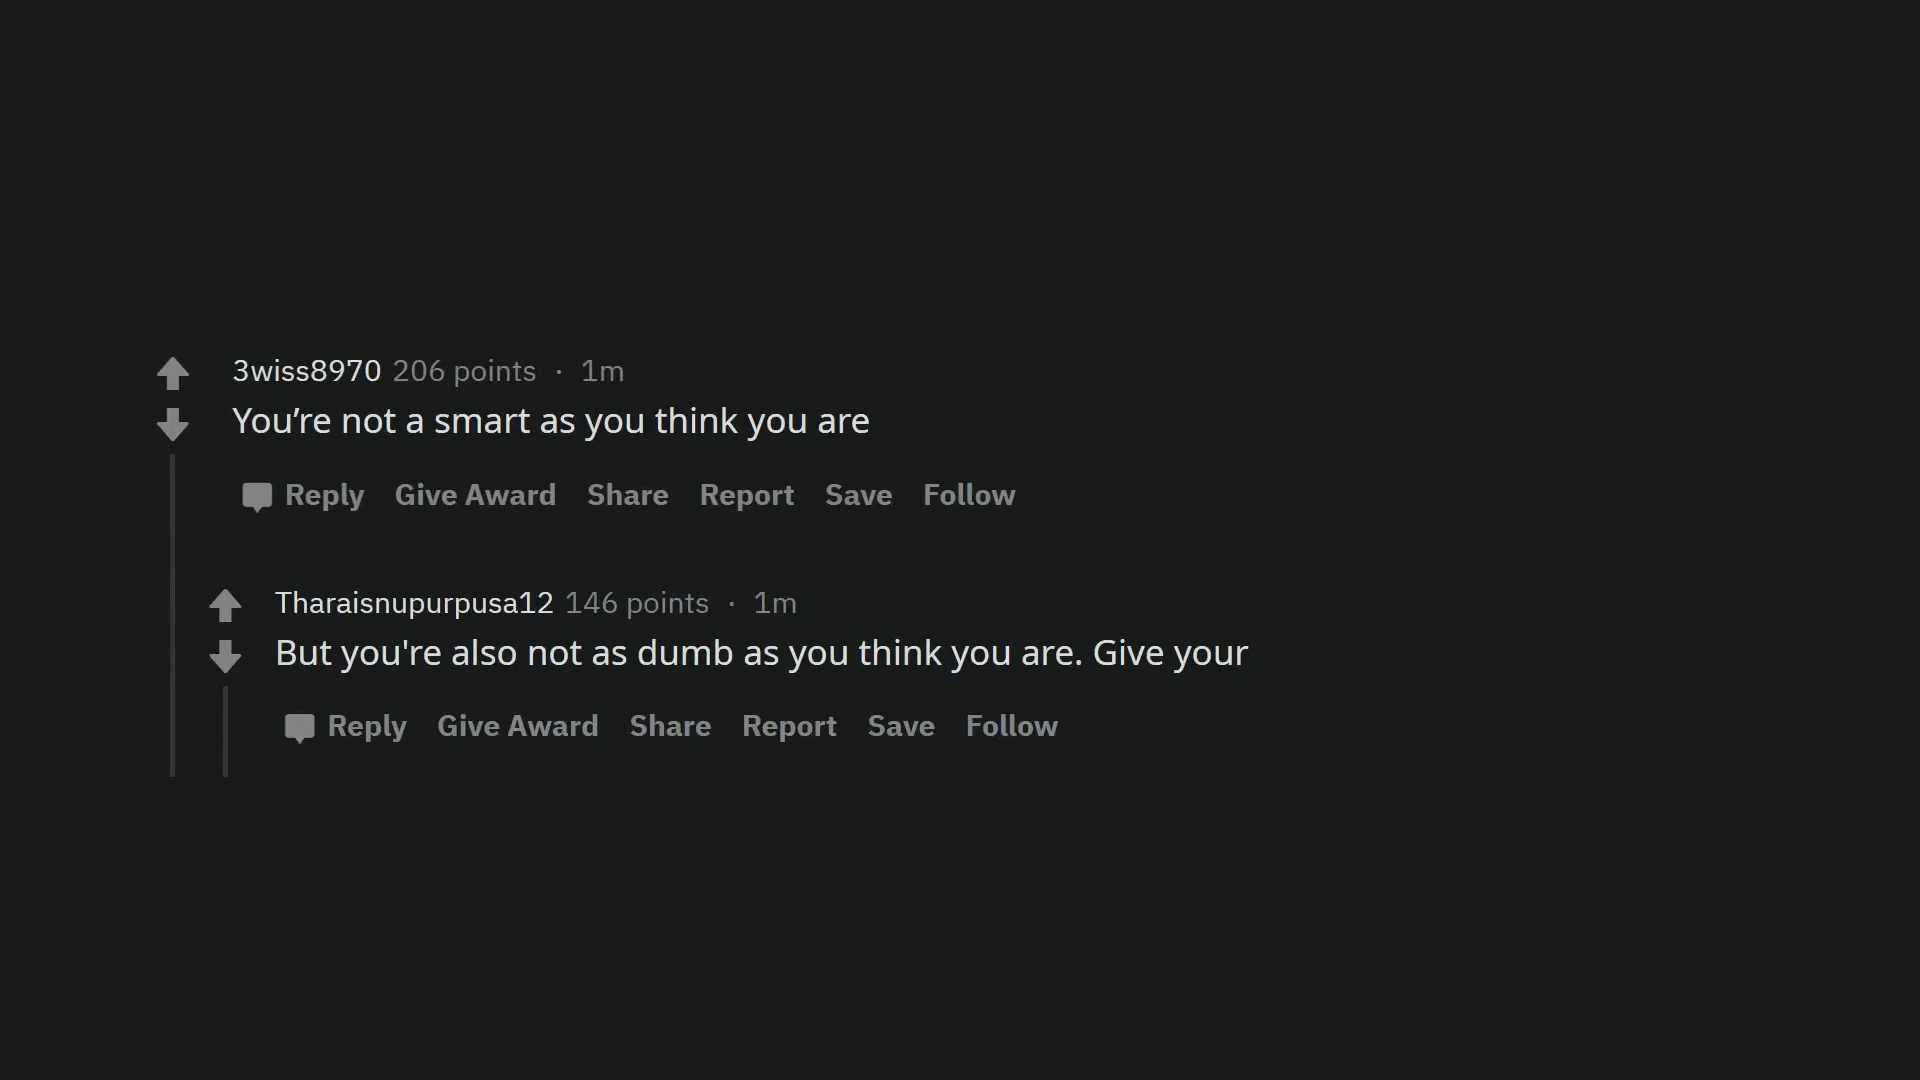 3wiss8970 206 points · 1m
You’re not a smart as you think you are
Reply Give Award Share Report Save Follow
Tharaisnupurpusa12 146 points · 1m
But you're also not as dumb as you think you are. Give your
Reply Give Award Share Report Save Follow